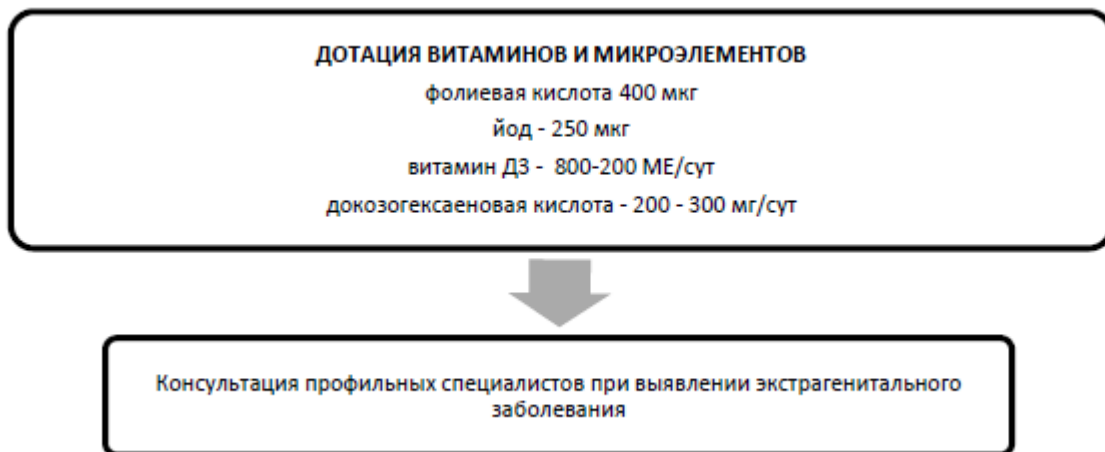 ДОТАЦИЯ ВИТАМИНОВ И МИКРОЭЛЕМЕНТОВ
фолиевая кислота 400 мкг
йод - 250 мкг
витамин Д3 - 800-200 МЕ/сут
докозогексаеновая кислота - 200 - 300 мг/сут
Консультация профильных специалистов при выявлении экстрагенитального
заболевания